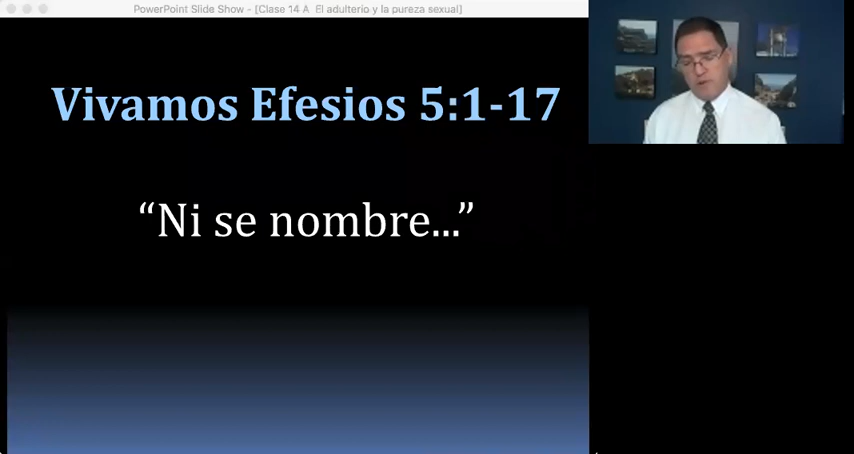 PowerPoint Slide Show - [Clase 14 A El adulterio y la pureza sexual]
Vivamos Efesios 5:1-17
“Ni se nombre...”